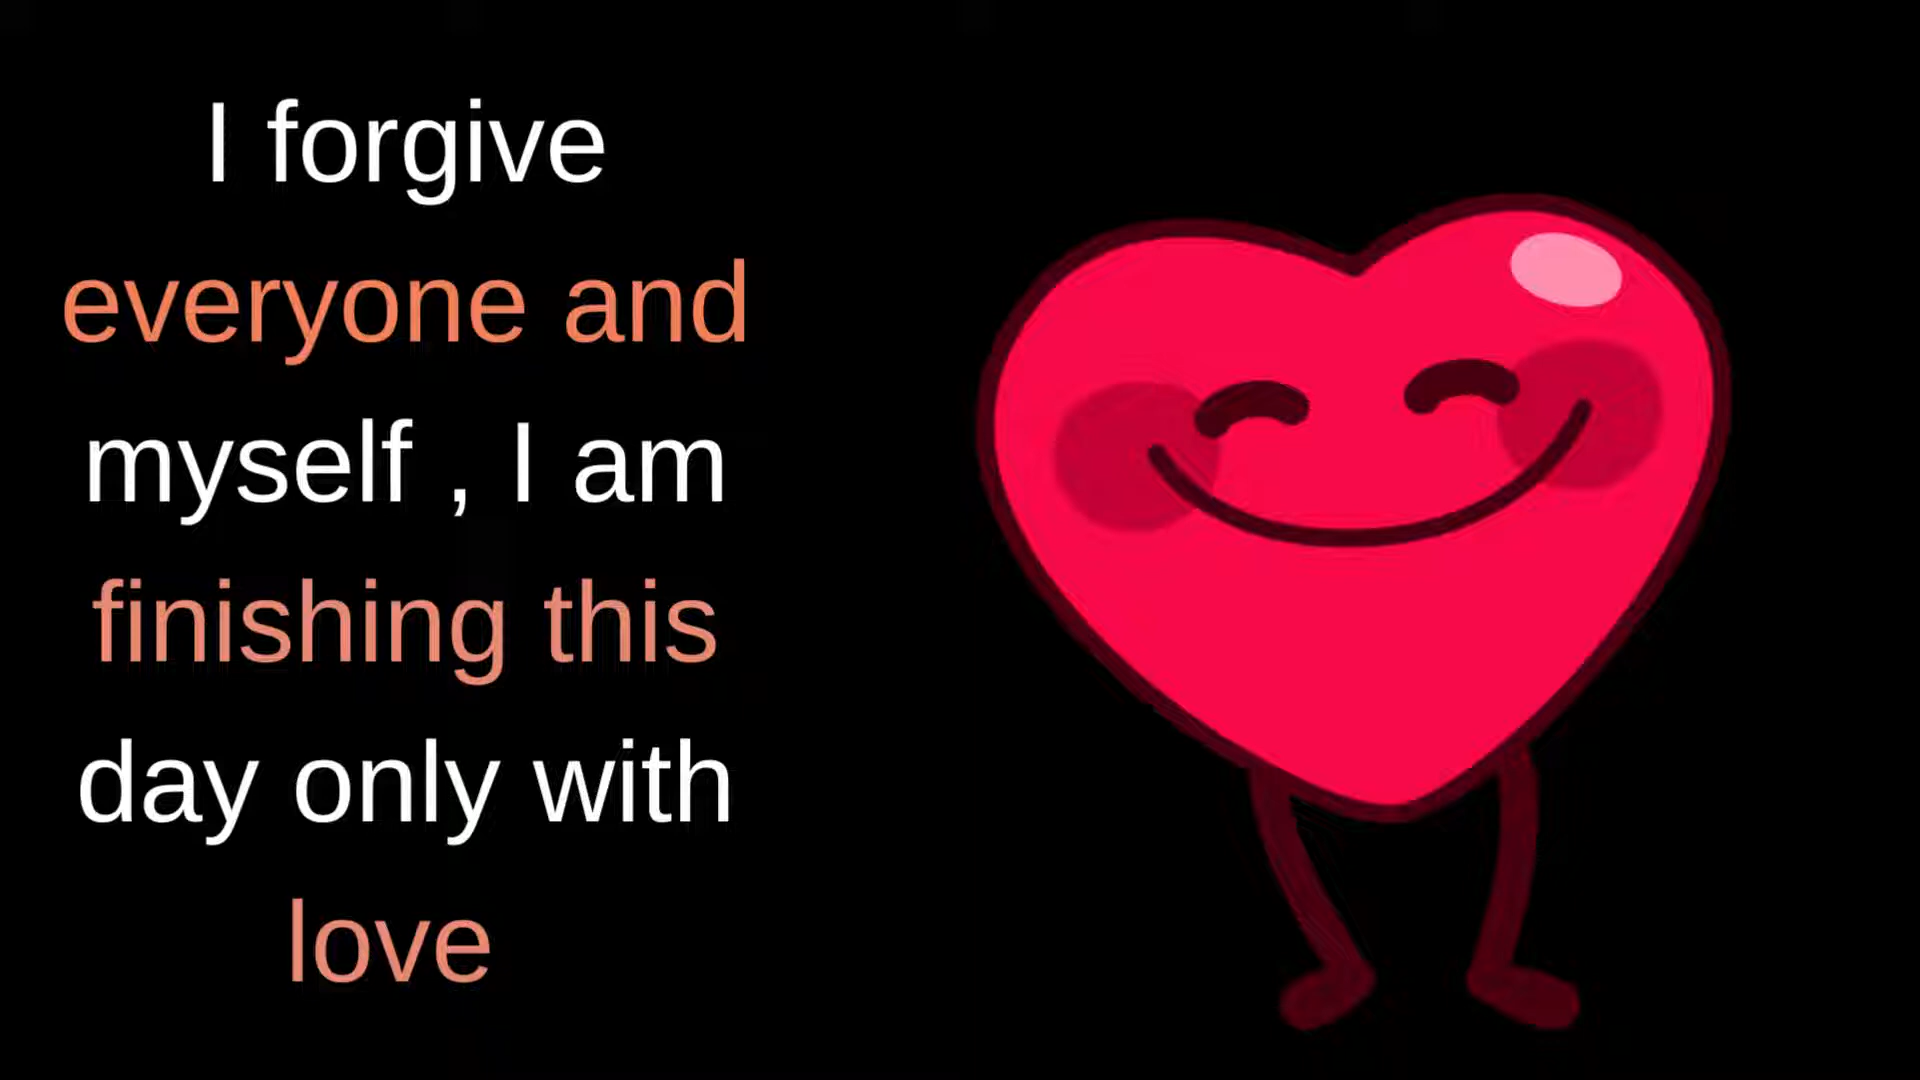 I forgive
everyone and
myself , I am
finishing this
day only with
love